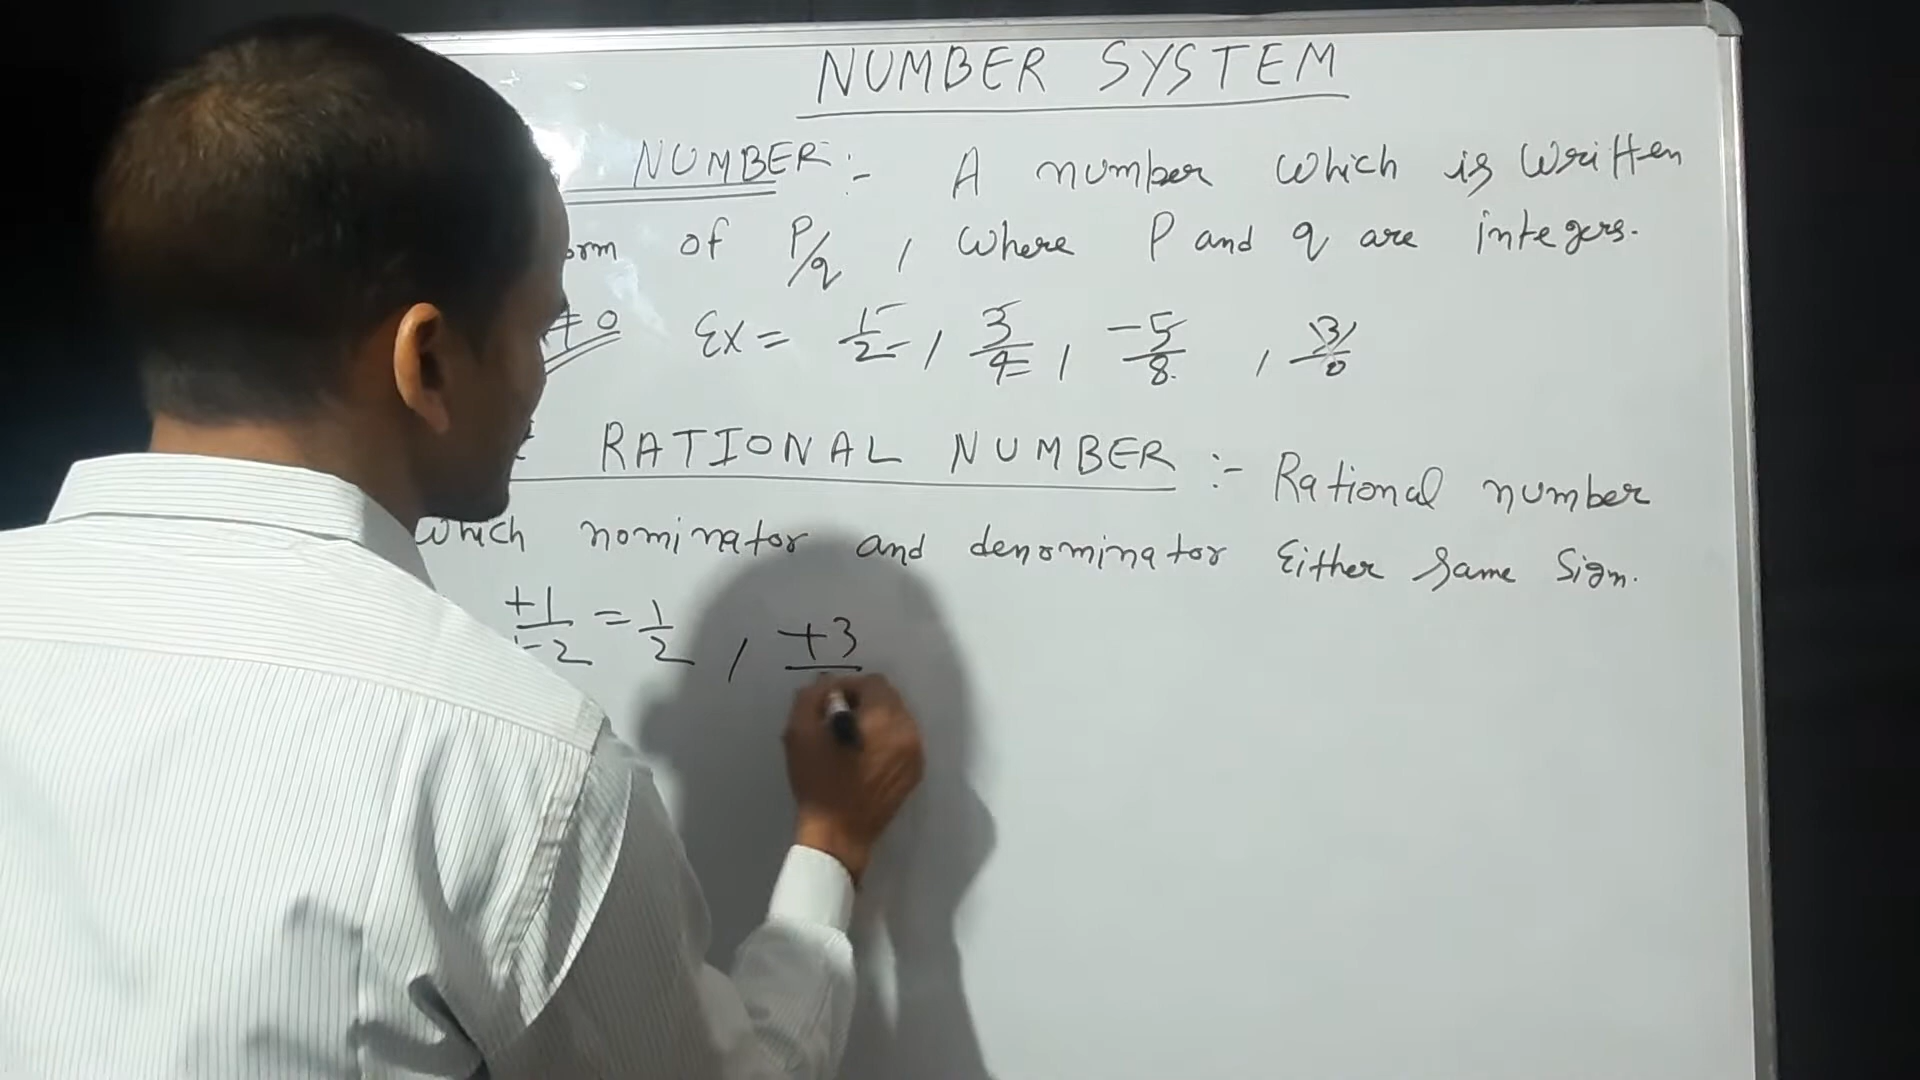 NUMBER SYSTEM
NUMBER :- A number which is written
of P/q , where P and q are integers.
≠ 0 Ex = 1/2 , 3/4 , -5/8 , 3/0
RATIONAL NUMBER :- Rational number
which nominator and denominator Either same sign.
+1/+2 = 1/2 , +3